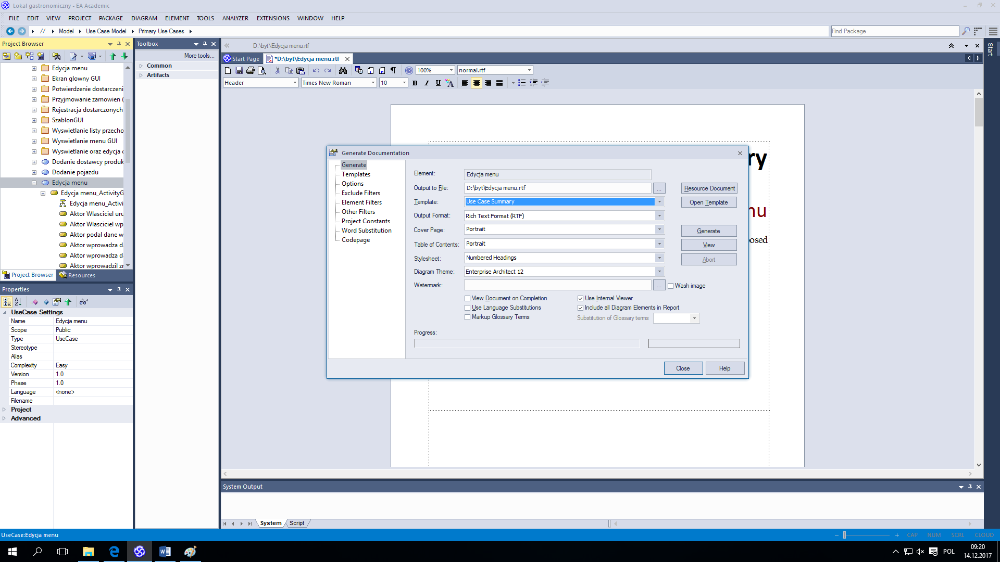 Lokal gastronomiczny - EA Academic
FILE EDIT VIEW PROJECT PACKAGE DIAGRAM ELEMENT TOOLS ANALYZER EXTENSIONS WINDOW HELP
// Model Use Case Model Primary Use Cases
Find Package
Project Browser
Edycja menu
Ekran glowny GUI
Potwierdzenie dostarczeni
Przyjmowanie zamowien (
Rejestracja dostarczonych
SzablonGUI
Wyswietlanie listy przecho
Wyswietlanie menu GUI
Wyswietlanie oraz edycja
Dodanie dostawcy produk
Dodanie pojazdu
Edycja menu
Edycja menu_ActivityG
Edycja menu_Activi
Aktor Wlasciciel uru
Aktor Wlasciciel wp
Aktor podal dane w
Aktor wprowadza da
Aktor wprowadza da
Aktor wprowadzil zr
Project Browser Resources
Properties
UseCase Settings
Name Edycja menu
Scope Public
Type UseCase
Stereotype
Alias
Complexity Easy
Version 1.0
Phase 1.0
Language <none>
Filename
Project
Advanced
Toolbox
More tools...
Common
Artifacts
D:\byt\Edycja menu.rtf
Start Page *D:\byt\Edycja menu.rtf
100% normal.rtf
Header Times New Roman 10 B I U
ry
nu
posed
Generate Documentation
Generate
Templates
Options
Exclude Filters
Element Filters
Other Filters
Project Constants
Word Substitution
Codepage
Element: Edycja menu
Output to File: D:\byt\Edycja menu.rtf ... Resource Document
Template: Use Case Summary Open Template
Output Format: Rich Text Format (RTF)
Cover Page: Portrait Generate
Table of Contents: Portrait View
Stylesheet: Numbered Headings Abort
Diagram Theme: Enterprise Architect 12
Watermark: ... Wash image
View Document on Completion Use Internal Viewer
Use Language Substitutions Include all Diagram Elements in Report
Markup Glossary Terms Substitution of Glossary terms
Progress:
Close Help
System Output
System Script
Start
UseCase:Edycja menu
CAP NUM SCRL CLOUD
POL
09:20
14.12.2017